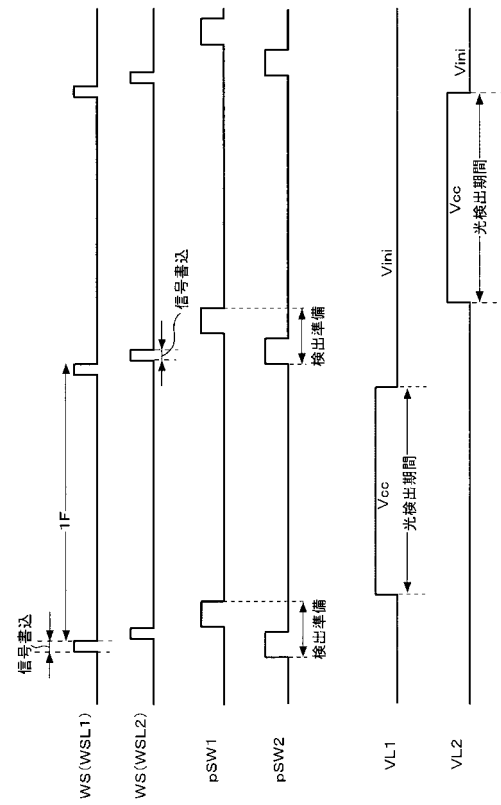 信号書込
1F
WS(WSL1)
信号書込
WS(WSL2)
pSW1
検出準備
検出準備
pSW2
Vcc
Vini
光検出期間
VL1
Vcc
Vini
光検出期間
VL2